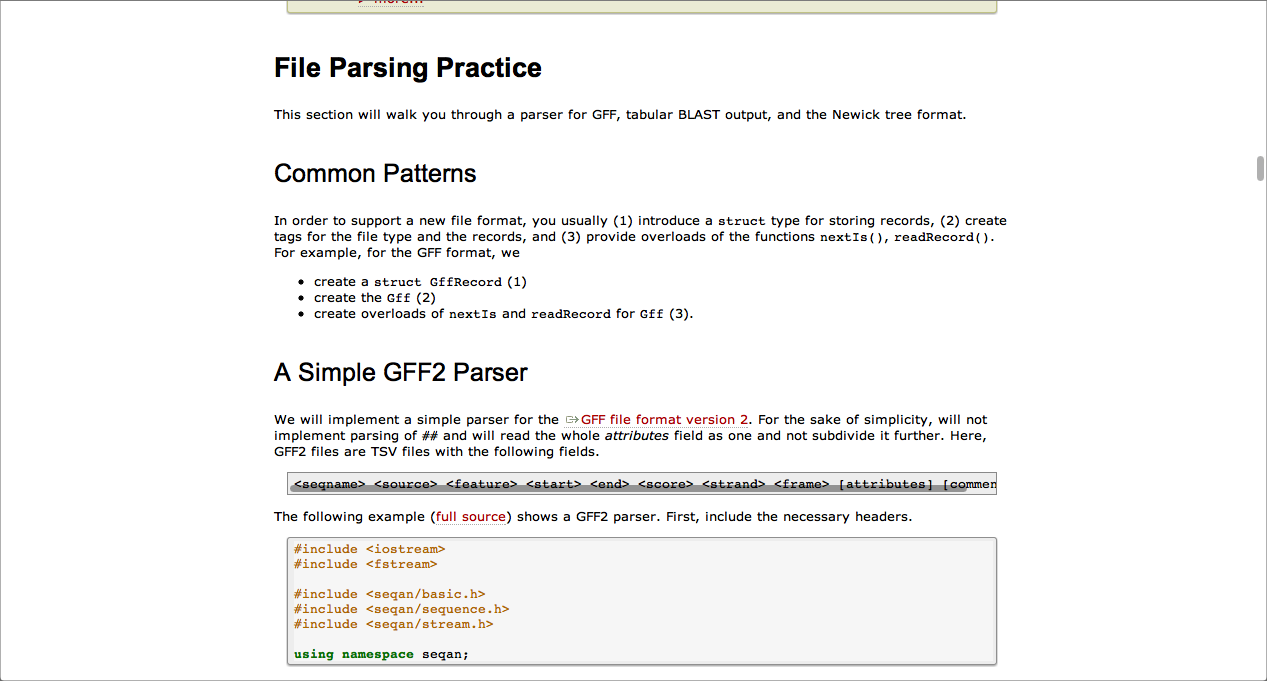 File Parsing Practice
This section will walk you through a parser for GFF, tabular BLAST output, and the Newick tree format.
Common Patterns
In order to support a new file format, you usually (1) introduce a struct type for storing records, (2) create
tags for the file type and the records, and (3) provide overloads of the functions nextIs(), readRecord().
For example, for the GFF format, we
• create a struct GffRecord (1)
• create the Gff (2)
• create overloads of nextIs and readRecord for Gff (3).
A Simple GFF2 Parser
We will implement a simple parser for the GFF file format version 2. For the sake of simplicity, will not
implement parsing of ## and will read the whole attributes field as one and not subdivide it further. Here,
GFF2 files are TSV files with the following fields.
<seqname> <source> <feature> <start> <end> <score> <strand> <frame> [attributes] [commen
The following example (full source) shows a GFF2 parser. First, include the necessary headers.
#include <iostream>
#include <fstream>
#include <seqan/basic.h>
#include <seqan/sequence.h>
#include <seqan/stream.h>
using namespace seqan;